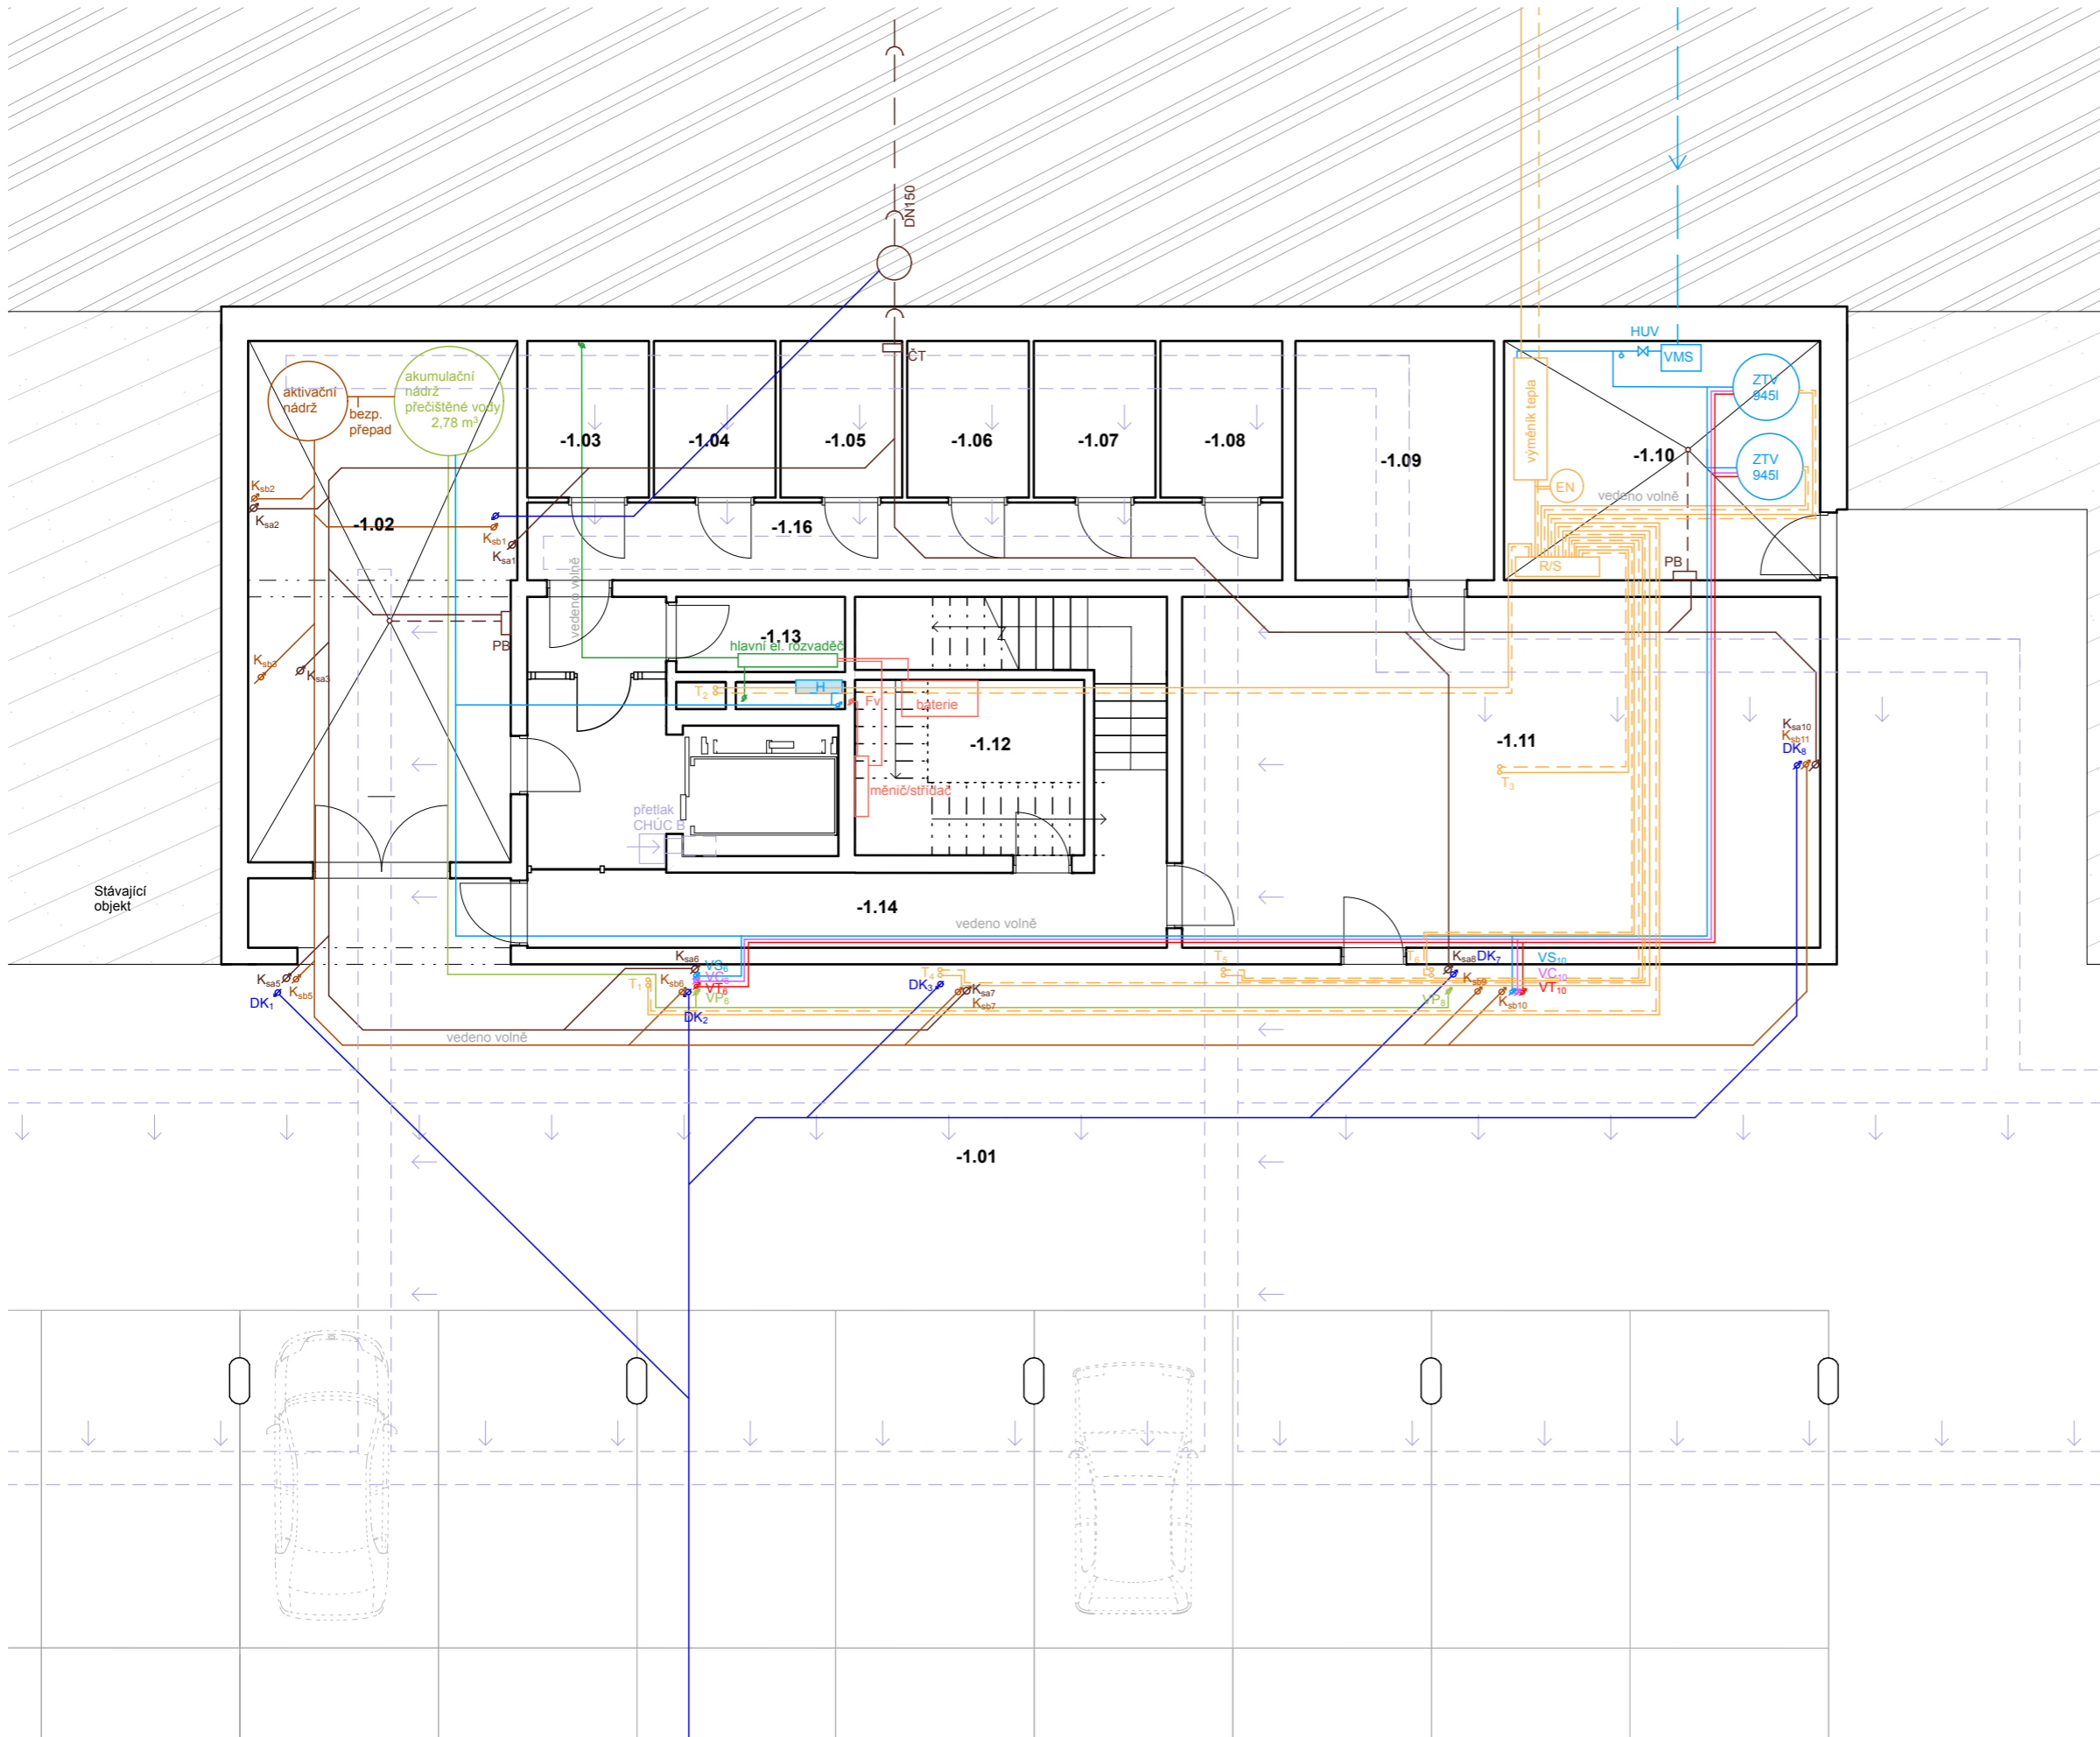 DN150
HUV
VMS
ČT
aktivační
nádrž
bezp.
přepad
akumulační
nádrž
přečištěné vody
2,78 m³
výměník tepla
ZTV
945l
ZTV
945l
-1.03
-1.04
-1.05
-1.06
-1.07
-1.08
-1.09
-1.10
EN
vedeno volně
Ksb2
Ksa2
-1.02
Ksb1
Ksa1
-1.16
vedeno volně
R/S
PB
PB
-1.13
hlavní el. rozvaděč
Ksb3
Ksa3
T2
H
Fv
baterie
-1.12
-1.11
Ksa10
Ksb11
DK8
T3
měnič/střídač
přetlak
CHÚC B
Stávající
objekt
-1.14
vedeno volně
Ksa5
Ksb5
DK1
T1
Ksa6
VS6
VC6
VT6
VP6
Ksb6
DK2
T4
DK3
Ksa7
Ksb7
T5
T6
Ksa8
DK7
VP8
Ksb9
Ksb10
VS10
VC10
VT10
vedeno volně
-1.01